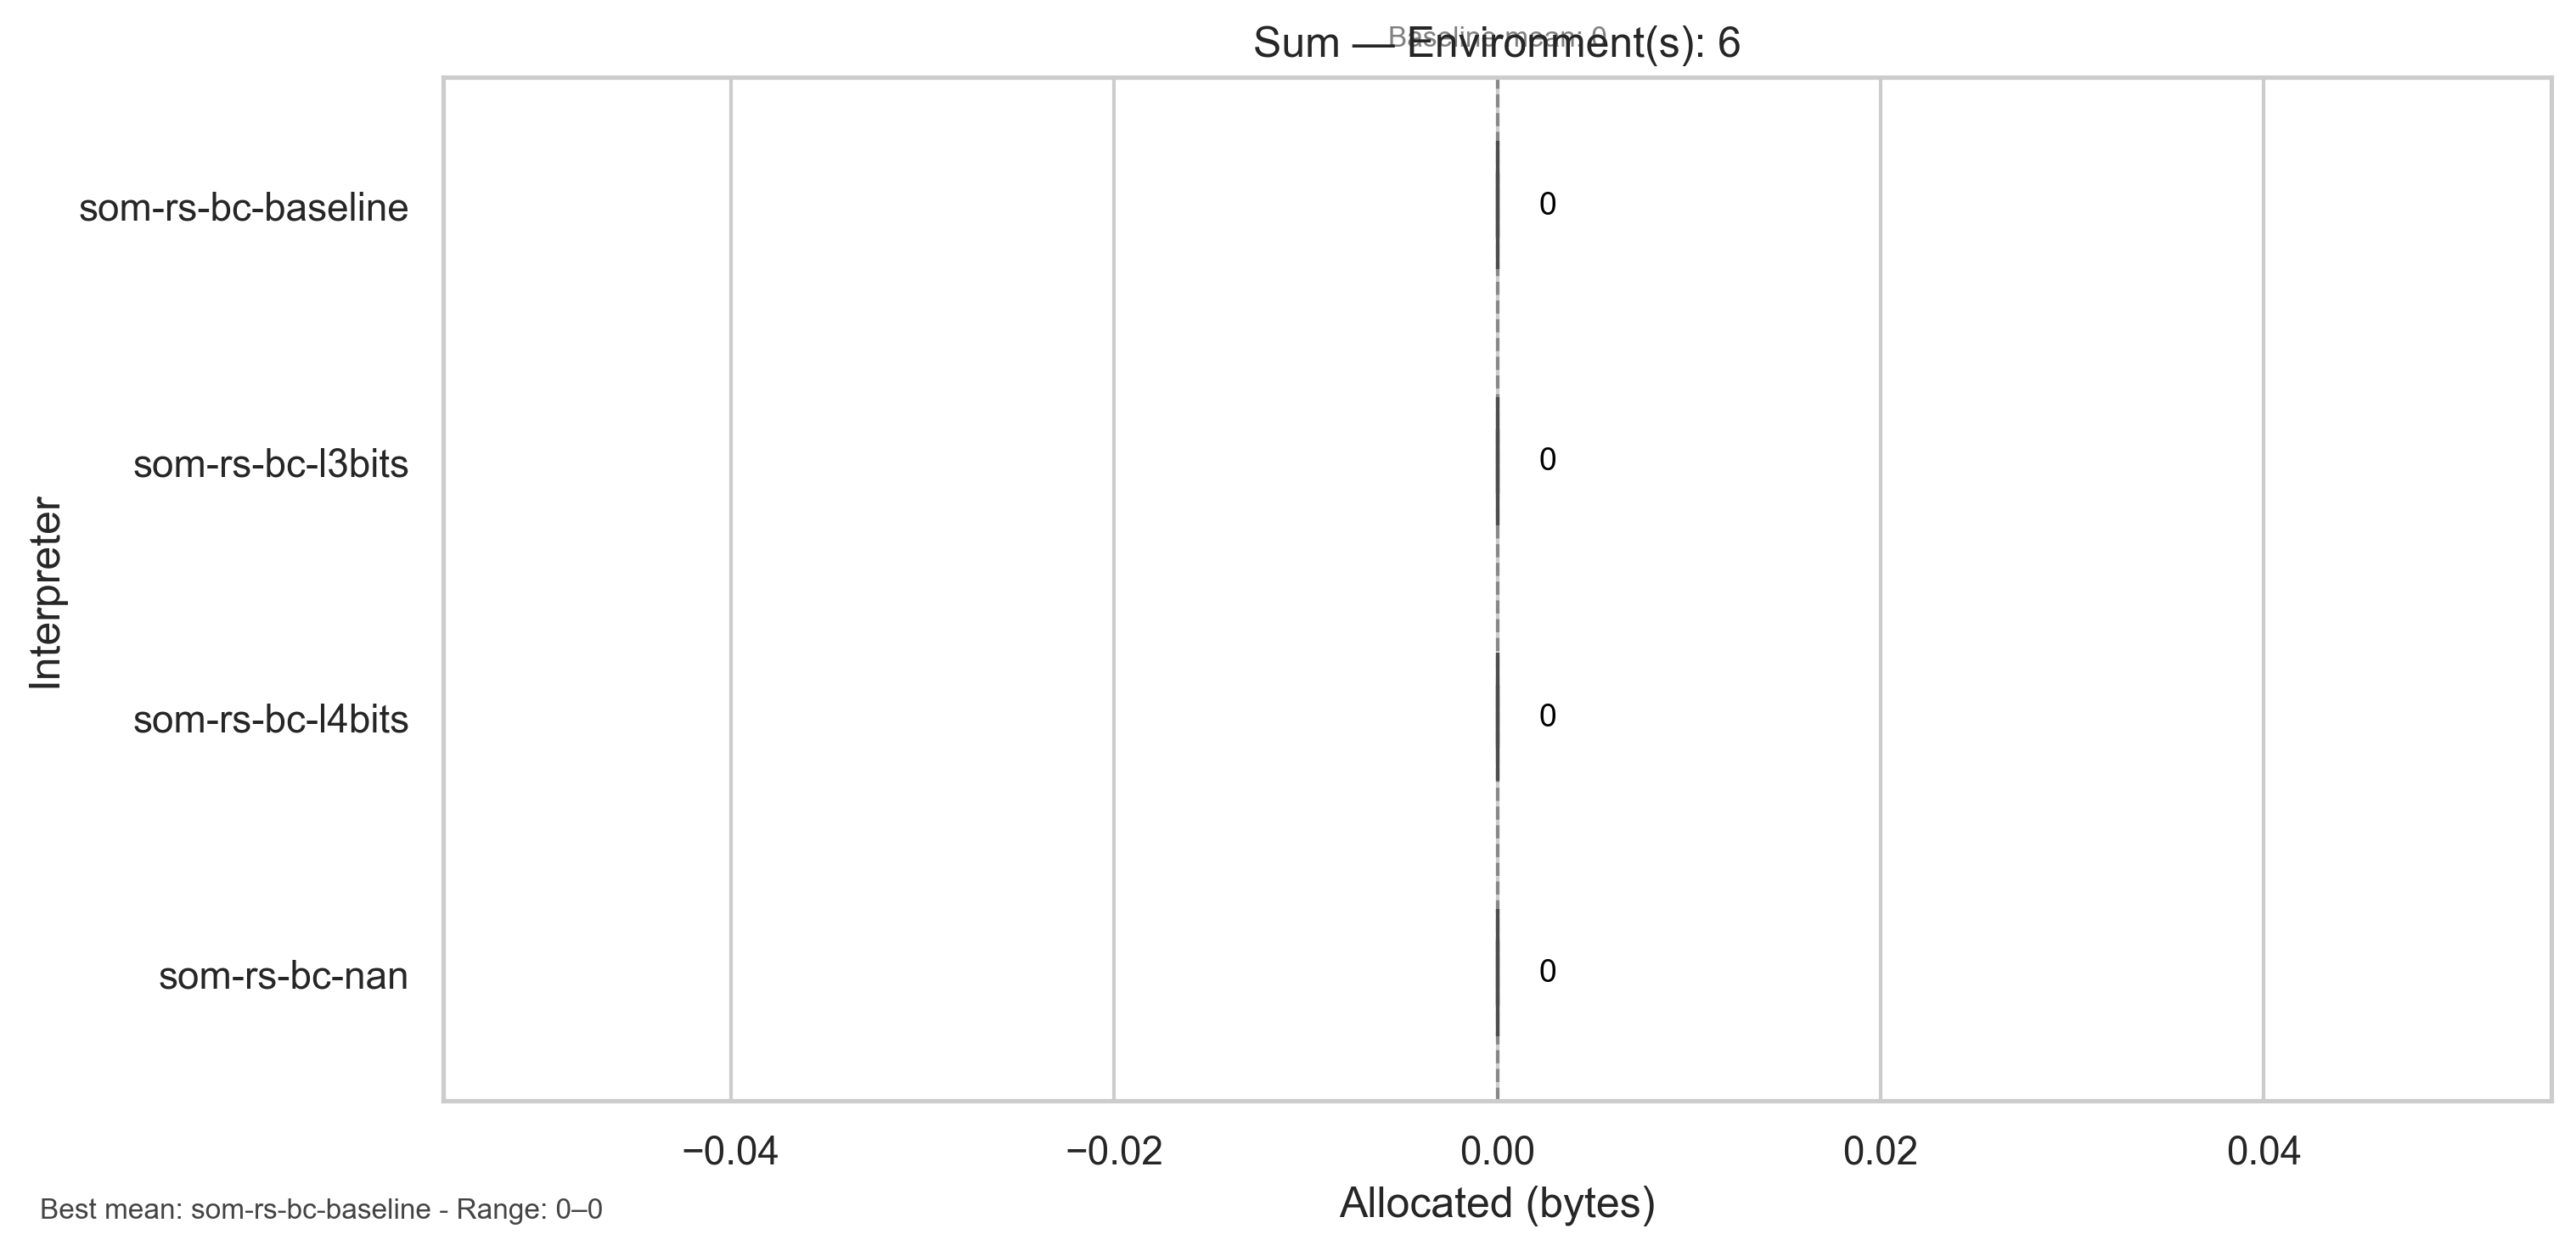 Baseline mean: 0
Sum — Environment(s): 6
som-rs-bc-baseline
0
som-rs-bc-l3bits
0
som-rs-bc-l4bits
0
som-rs-bc-nan
0
Interpreter
−0.04
−0.02
0.00
0.02
0.04
Allocated (bytes)
Best mean: som-rs-bc-baseline - Range: 0–0